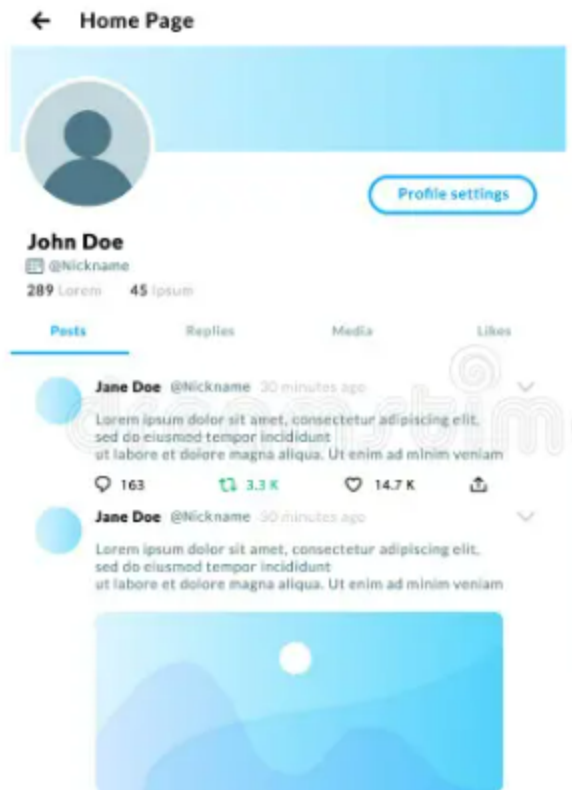 Home Page
Profile settings
John Doe
@Nickname
289 Lorem 45 Ipsum
Posts Replies Media Likes
Jane Doe @Nickname 30 minutes ago
Lorem ipsum dolor sit amet, consectetur adipiscing elit,
sed do eiusmod tempor incididunt
ut labore et dolore magna aliqua. Ut enim ad minim veniam
163 3.3 K 14.7 K
Jane Doe @Nickname 30 minutes ago
Lorem ipsum dolor sit amet, consectetur adipiscing elit,
sed do eiusmod tempor incididunt
ut labore et dolore magna aliqua. Ut enim ad minim veniam